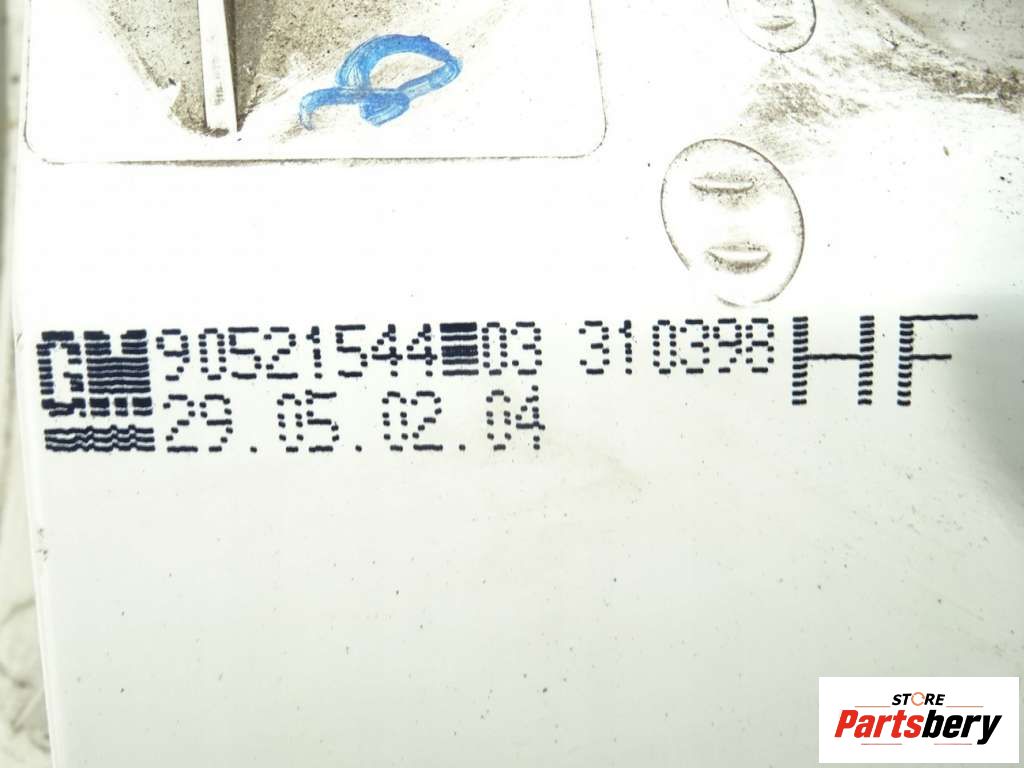 GM 90521544 03 310398 HF
29.05.02.04
STORE
Partsbery